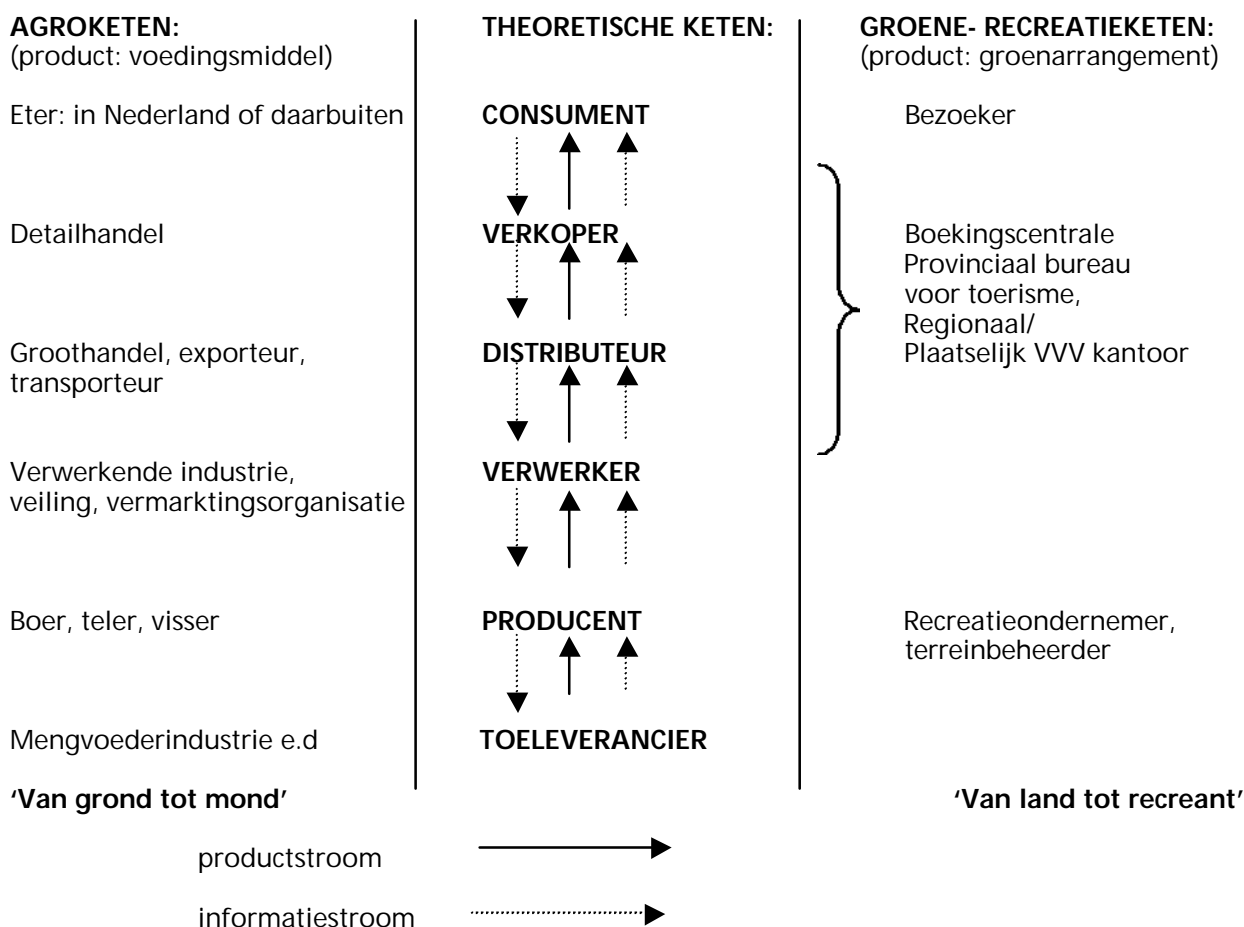 AGROKETEN:
(product: voedingsmiddel)
THEORETISCHE KETEN:
GROENE- RECREATIEKETEN:
(product: groenarrangement)
Eter: in Nederland of daarbuiten
CONSUMENT
Bezoeker
Detailhandel
VERKOPER
Boekingscentrale
Provinciaal bureau
voor toerisme,
Regionaal/
Plaatselijk VVV kantoor
Groothandel, exporteur,
transporteur
DISTRIBUTEUR
Verwerkende industrie,
veiling, vermarktingsorganisatie
VERWERKER
Boer, teler, visser
PRODUCENT
Recreatieondernemer,
terreinbeheerder
Mengvoederindustrie e.d
TOELEVERANCIER
‘Van grond tot mond’
‘Van land tot recreant’
productstroom
informatiestroom